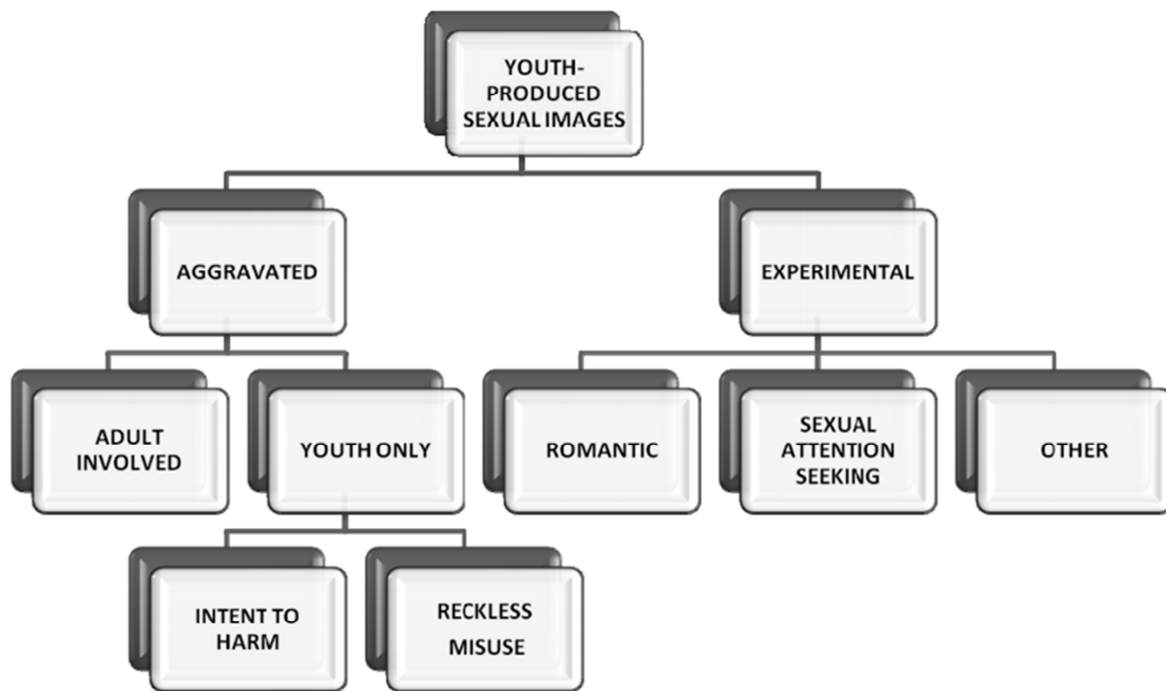 YOUTH-
PRODUCED
SEXUAL IMAGES
AGGRAVATED
EXPERIMENTAL
ADULT
INVOLVED
YOUTH ONLY
ROMANTIC
SEXUAL
ATTENTION
SEEKING
OTHER
INTENT TO
HARM
RECKLESS
MISUSE